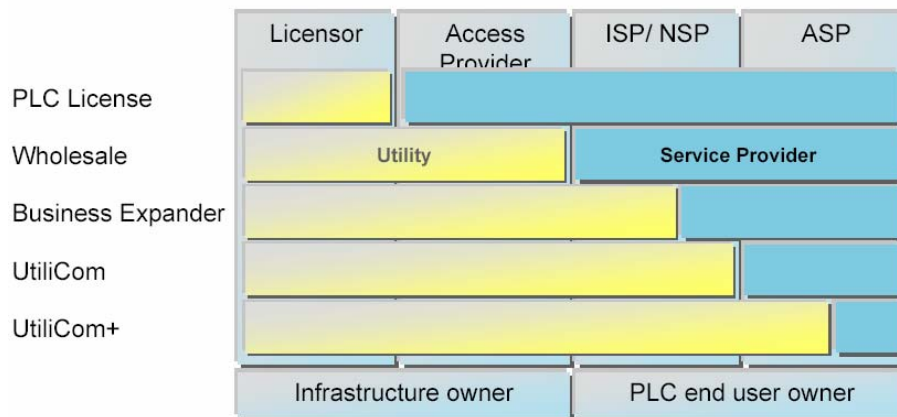 Licensor Access ISP/ NSP ASP
Provider
PLC License
Wholesale Utility Service Provider
Business Expander
UtiliCom
UtiliCom+
Infrastructure owner PLC end user owner